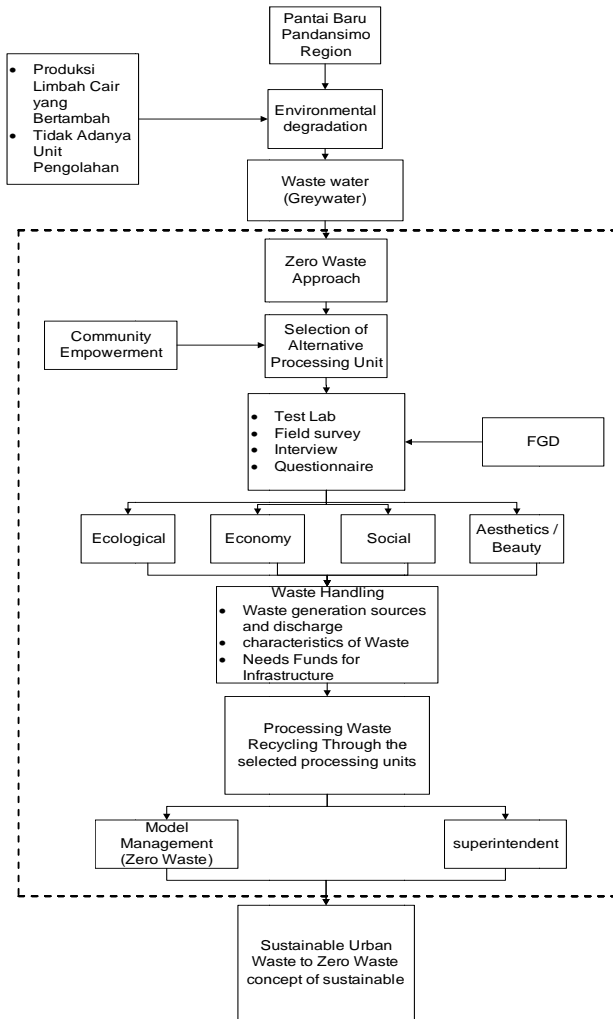 Pantai Baru
Pandansimo
Region
• Produksi
Limbah Cair
yang
Bertambah
• Tidak Adanya
Unit
Pengolahan
Environmental
degradation
Waste water
(Greywater)
Zero Waste
Approach
Community
Empowerment
Selection of
Alternative
Processing Unit
• Test Lab
• Field survey
• Interview
• Questionnaire
FGD
Ecological
Economy
Social
Aesthetics /
Beauty
Waste Handling
• Waste generation sources
and discharge
• characteristics of Waste
• Needs Funds for
Infrastructure
Processing Waste
Recycling Through the
selected processing units
Model
Management
(Zero Waste)
superintendent
Sustainable Urban
Waste to Zero Waste
concept of sustainable